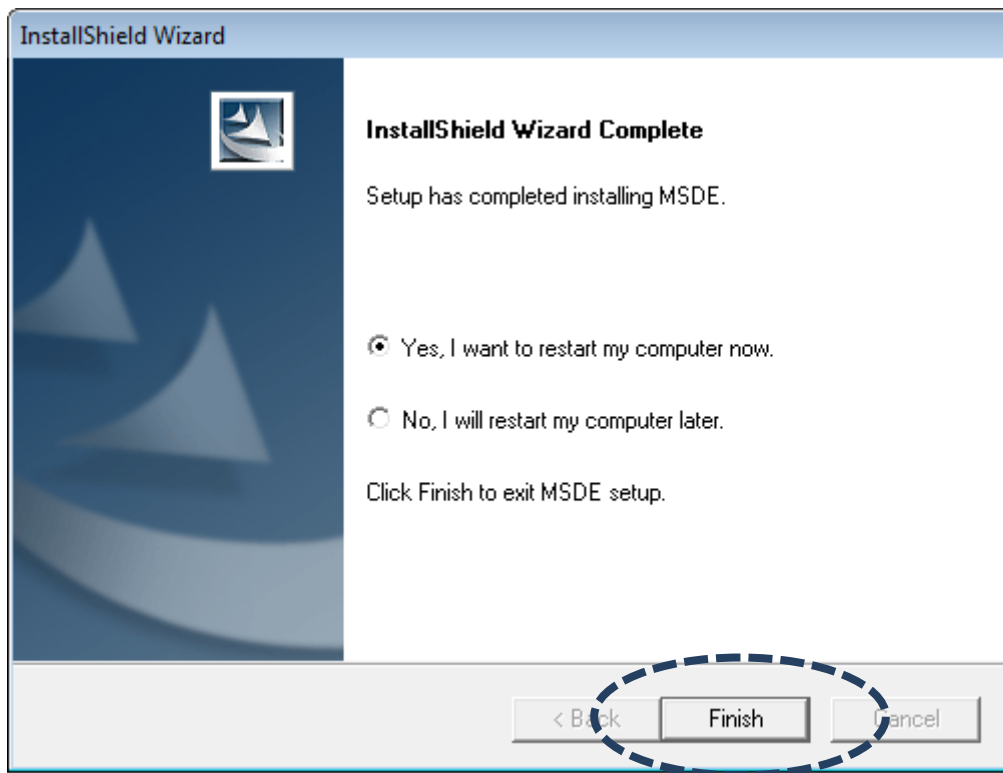 InstallShield Wizard
InstallShield Wizard Complete
Setup has completed installing MSDE.
Yes, I want to restart my computer now.
No, I will restart my computer later.
Click Finish to exit MSDE setup.
< Back Finish Cancel